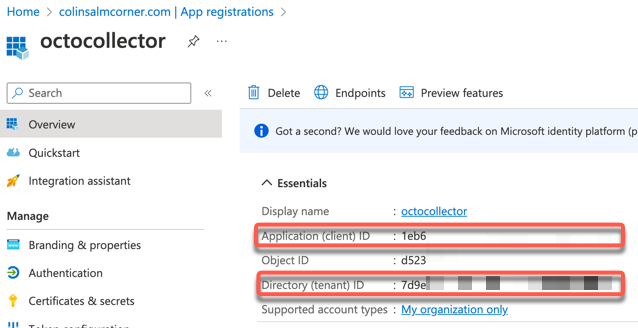 Home > colinsalmcorner.com | App registrations >
octocollector
Search
«
Delete Endpoints Preview features
Overview
Got a second? We would love your feedback on Microsoft identity platform (p
Quickstart
Integration assistant
Essentials
Display name : octocollector
Manage
Application (client) ID : 1eb6
Branding & properties
Object ID : d523
Authentication
Directory (tenant) ID : 7d9e
Certificates & secrets
Supported account types : My organization only